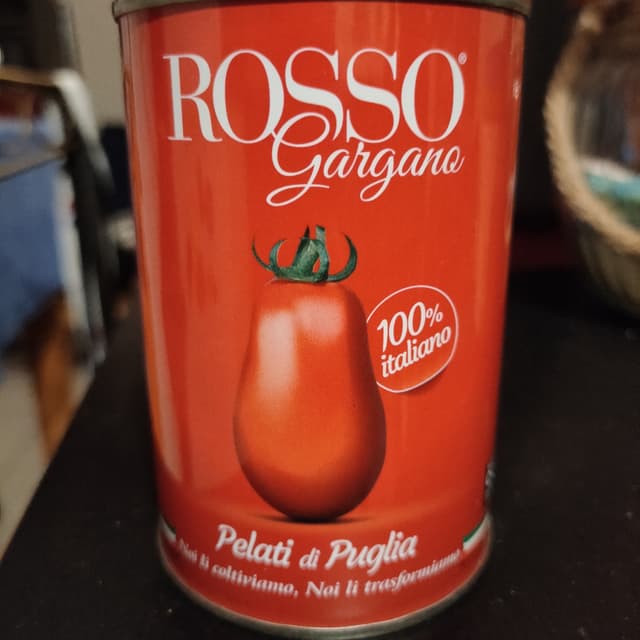 ROSSO®
Gargano
100%
italiano
Pelati di Puglia
Noi li coltiviamo, Noi li trasformiamo